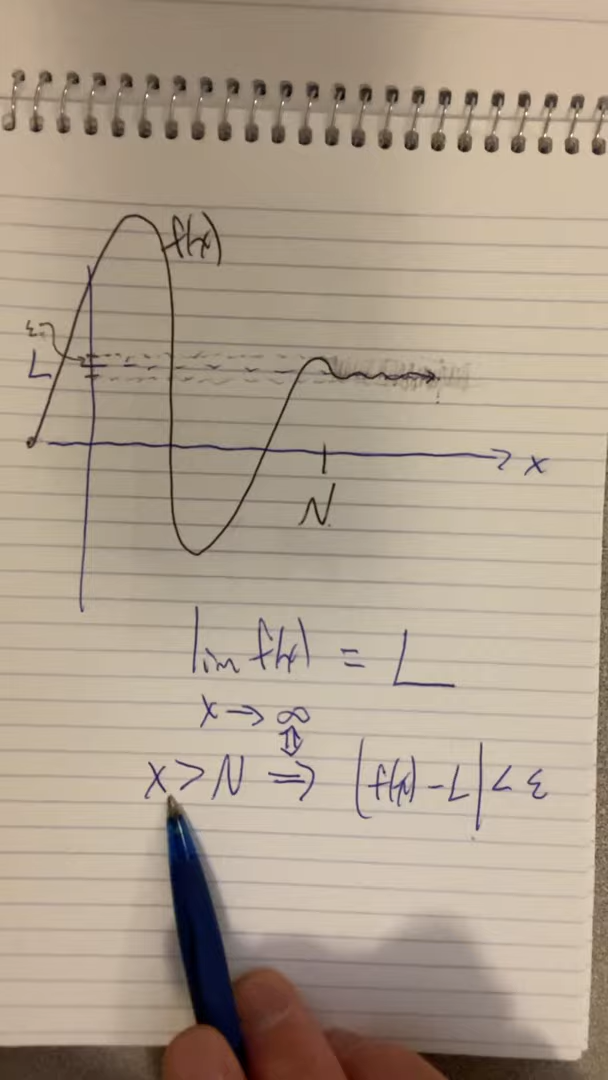 f(x)
ε
L
x
N
lim f(x) = L
x → ∞
⇕
x > N ⇒ |f(x) - L| < ε